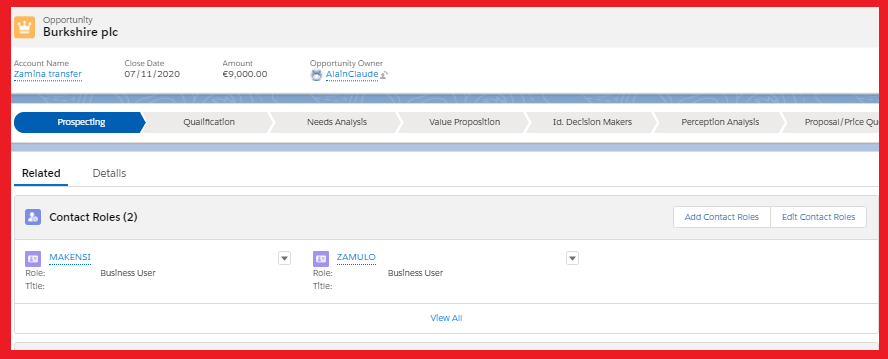 Opportunity
Burkshire plc
Account Name Close Date Amount Opportunity Owner
Zamina transfer 07/11/2020 €9,000.00 AlainClaude
Prospecting Qualification Needs Analysis Value Proposition Id. Decision Makers Perception Analysis Proposal/Price Quo
Related Details
Contact Roles (2) Add Contact Roles Edit Contact Roles
MAKENSI ZAMULO
Role: Business User Role: Business User
Title: Title:
View All